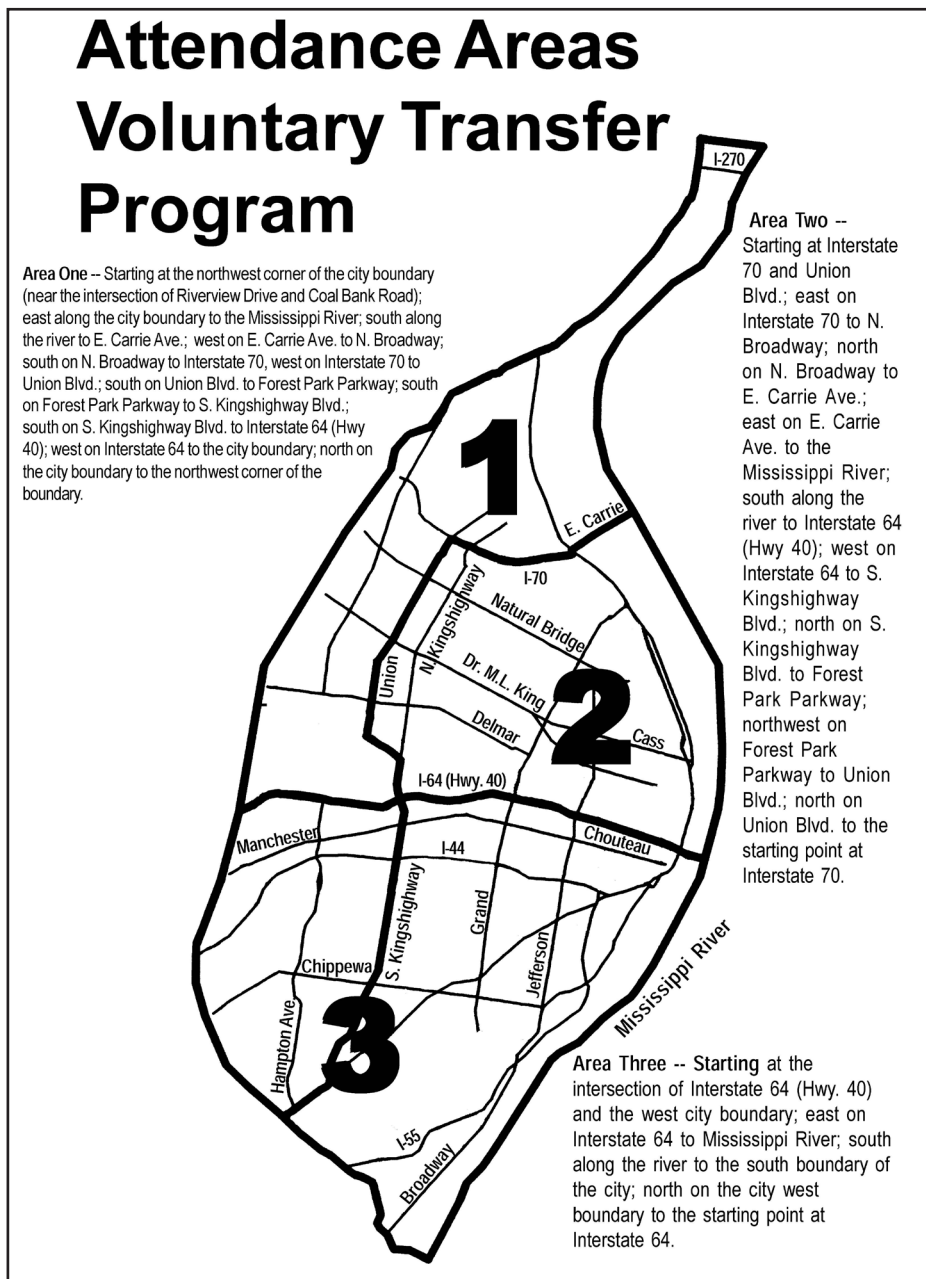 Attendance Areas
Voluntary Transfer
Program
Area One -- Starting at the northwest corner of the city boundary
(near the intersection of Riverview Drive and Coal Bank Road);
east along the city boundary to the Mississippi River; south along
the river to E. Carrie Ave.; west on E. Carrie Ave. to N. Broadway;
south on N. Broadway to Interstate 70, west on Interstate 70 to
Union Blvd.; south on Union Blvd. to Forest Park Parkway; south
on Forest Park Parkway to S. Kingshighway Blvd.;
south on S. Kingshighway Blvd. to Interstate 64 (Hwy
40); west on Interstate 64 to the city boundary; north on
the city boundary to the northwest corner of the
boundary.
I-270
Area Two --
Starting at Interstate
70 and Union
Blvd.; east on
Interstate 70 to N.
Broadway; north
on N. Broadway to
E. Carrie Ave.;
east on E. Carrie
Ave. to the
Mississippi River;
south along the
river to Interstate 64
(Hwy 40); west on
Interstate 64 to S.
Kingshighway
Blvd.; north on S.
Kingshighway
Blvd. to Forest
Park Parkway;
northwest on
Forest Park
Parkway to Union
Blvd.; north on
Union Blvd. to the
starting point at
Interstate 70.
1
E. Carrie
I-70
N. Kingshighway
Natural Bridge
Union
Dr. M.L. King
2
Delmar
Cass
I-64 (Hwy. 40)
Manchester
Chouteau
I-44
S. Kingshighway
Grand
Jefferson
Chippewa
Mississippi River
Hampton Ave.
3
I-55
Broadway
Area Three -- Starting at the
intersection of Interstate 64 (Hwy. 40)
and the west city boundary; east on
Interstate 64 to Mississippi River; south
along the river to the south boundary of
the city; north on the city west
boundary to the starting point at
Interstate 64.